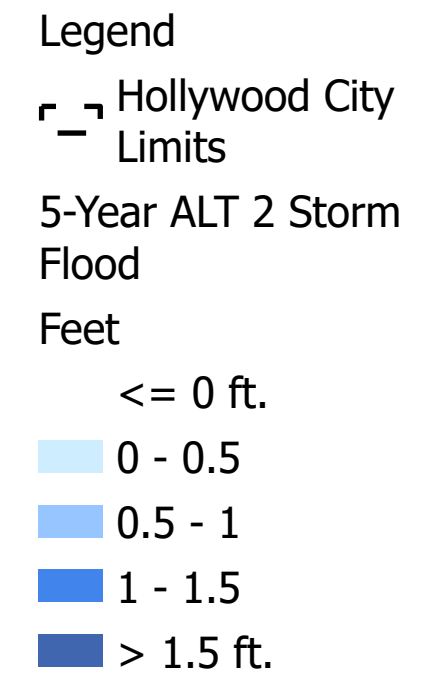 Legend
Hollywood City
Limits
5-Year ALT 2 Storm
Flood
Feet
<= 0 ft.
0 - 0.5
0.5 - 1
1 - 1.5
> 1.5 ft.